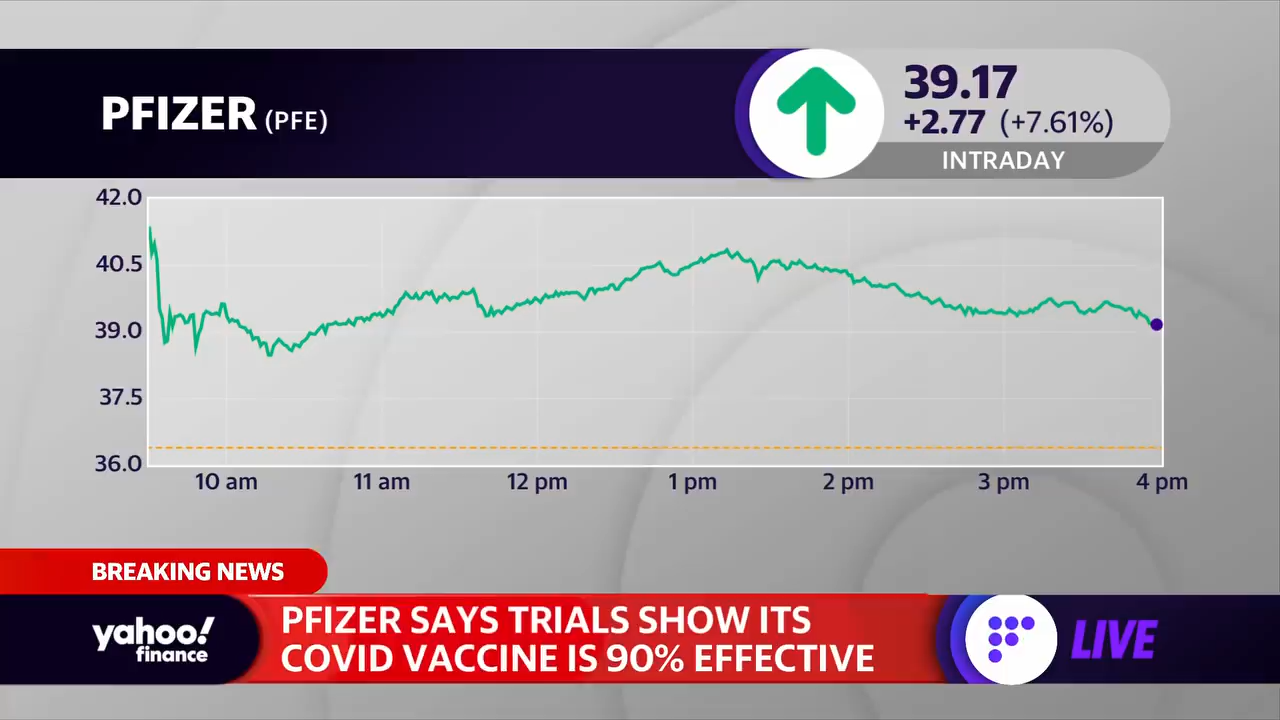 PFIZER (PFE)
39.17
+2.77 (+7.61%)
INTRADAY
42.0
40.5
39.0
37.5
36.0
10 am
11 am
12 pm
1 pm
2 pm
3 pm
4 pm
BREAKING NEWS
yahoo!
finance
PFIZER SAYS TRIALS SHOW ITS
COVID VACCINE IS 90% EFFECTIVE
LIVE